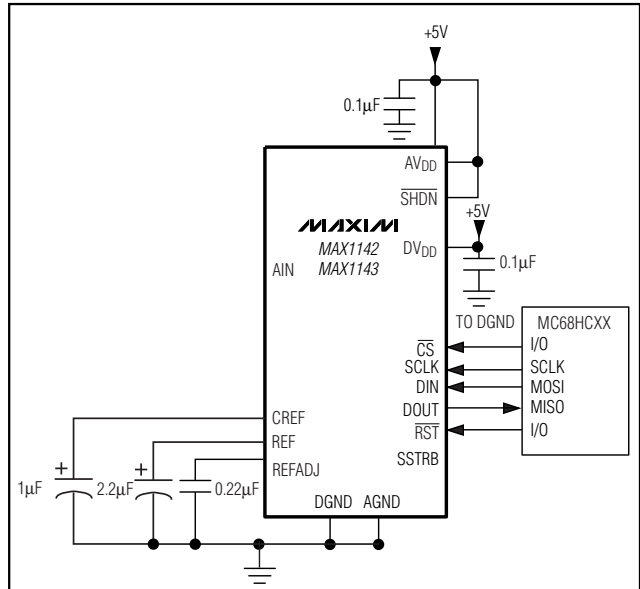 +5V
0.1µF
AVDD
SHDN
+5V
MAXIM
MAX1142
MAX1143
DVDD
AIN
0.1µF
TO DGND
MC68HCXX
CS
I/O
SCLK
SCLK
DIN
MOSI
DOUT
MISO
RST
I/O
SSTRB
CREF
REF
REFADJ
+
1µF
+
2.2µF
0.22µF
DGND
AGND